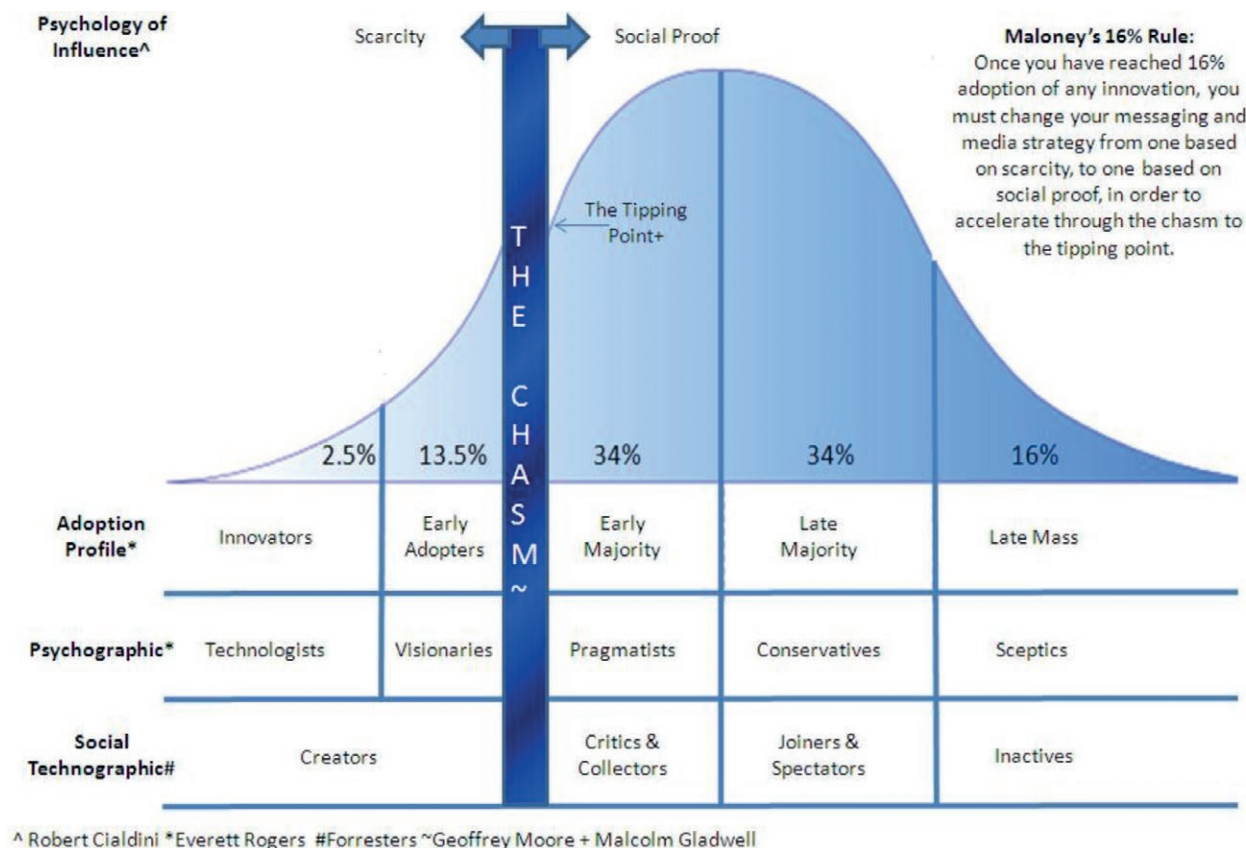 Psychology of
Influence^
Scarcity
Social Proof
Maloney's 16% Rule:
Once you have reached 16%
adoption of any innovation, you
must change your messaging and
media strategy from one based
on scarcity, to one based on
social proof, in order to
accelerate through the chasm to
the tipping point.
The Tipping
Point+
THE CHASM~
2.5%
13.5%
34%
34%
16%
Adoption
Profile*
Innovators
Early
Adopters
Early
Majority
Late
Majority
Late Mass
Psychographic*
Technologists
Visionaries
Pragmatists
Conservatives
Sceptics
Social
Technographic#
Creators
Critics &
Collectors
Joiners &
Spectators
Inactives
^ Robert Cialdini *Everett Rogers #Forresters ~Geoffrey Moore + Malcolm Gladwell